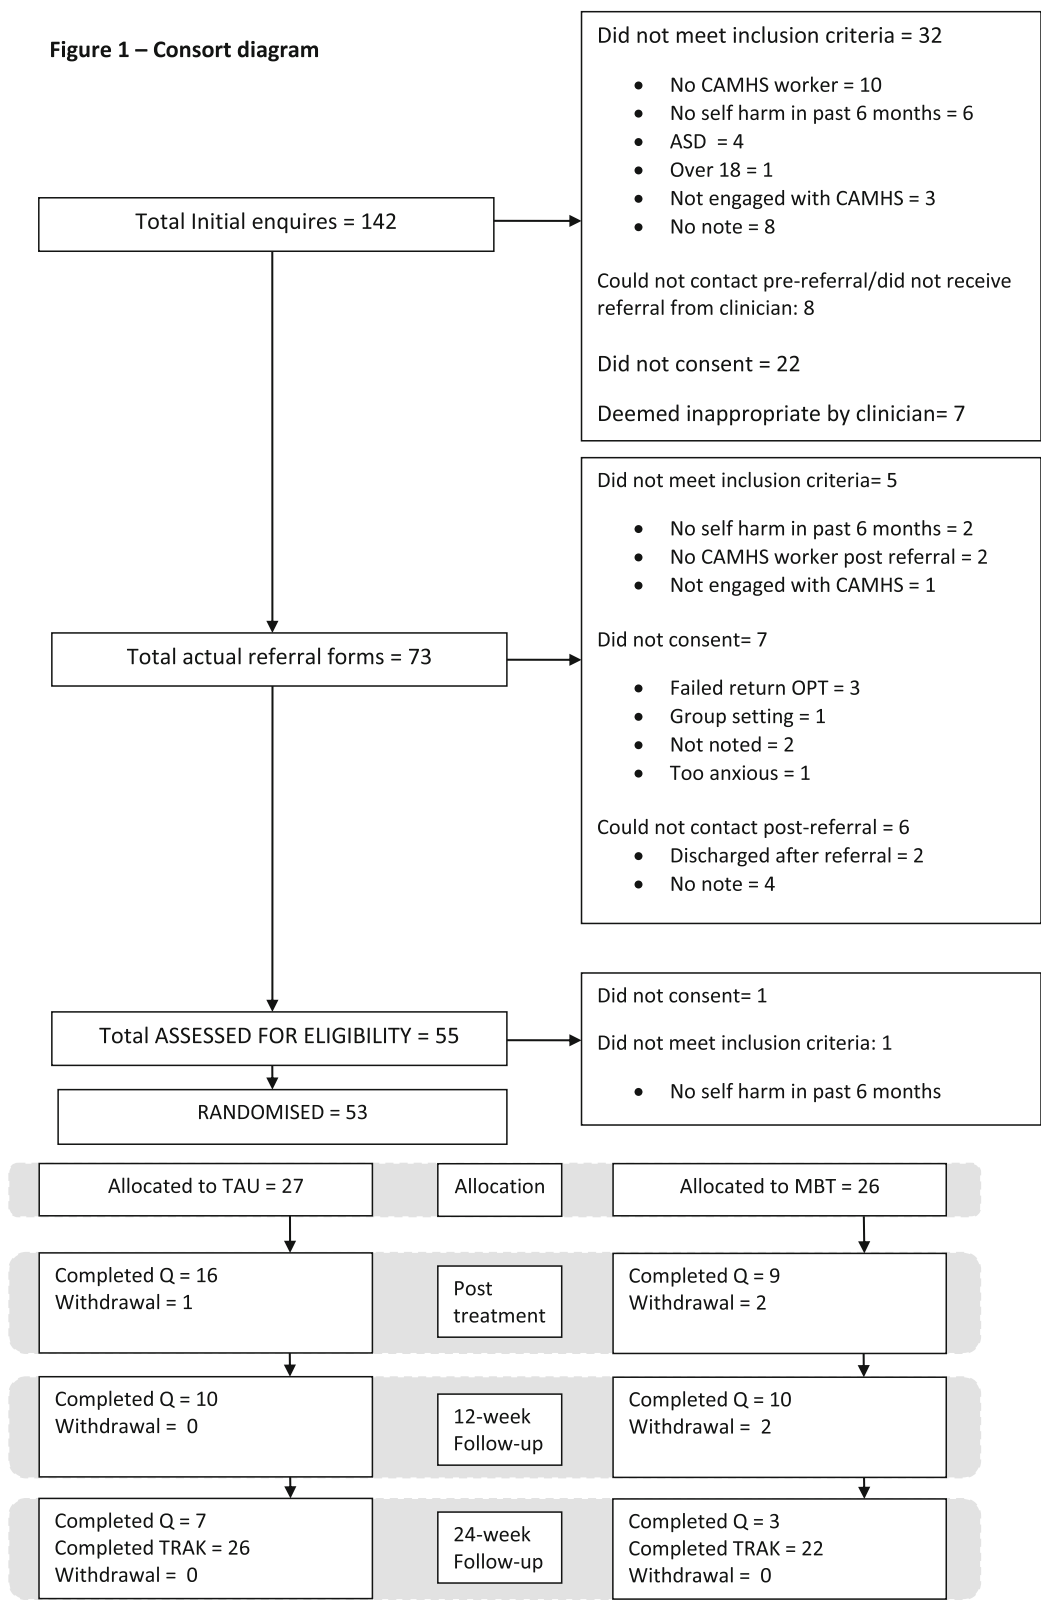 Figure 1 – Consort diagram
Did not meet inclusion criteria = 32
• No CAMHS worker = 10
• No self harm in past 6 months = 6
• ASD = 4
• Over 18 = 1
• Not engaged with CAMHS = 3
• No note = 8
Could not contact pre-referral/did not receive
referral from clinician: 8
Did not consent = 22
Deemed inappropriate by clinician= 7
Total Initial enquires = 142
Did not meet inclusion criteria= 5
• No self harm in past 6 months = 2
• No CAMHS worker post referral = 2
• Not engaged with CAMHS = 1
Did not consent= 7
• Failed return OPT = 3
• Group setting = 1
• Not noted = 2
• Too anxious = 1
Could not contact post-referral = 6
• Discharged after referral = 2
• No note = 4
Total actual referral forms = 73
Did not consent= 1
Did not meet inclusion criteria: 1
• No self harm in past 6 months
Total ASSESSED FOR ELIGIBILITY = 55
RANDOMISED = 53
Allocated to TAU = 27
Allocation
Allocated to MBT = 26
Completed Q = 16
Withdrawal = 1
Post
treatment
Completed Q = 9
Withdrawal = 2
Completed Q = 10
Withdrawal = 0
12-week
Follow-up
Completed Q = 10
Withdrawal = 2
Completed Q = 7
Completed TRAK = 26
Withdrawal = 0
24-week
Follow-up
Completed Q = 3
Completed TRAK = 22
Withdrawal = 0